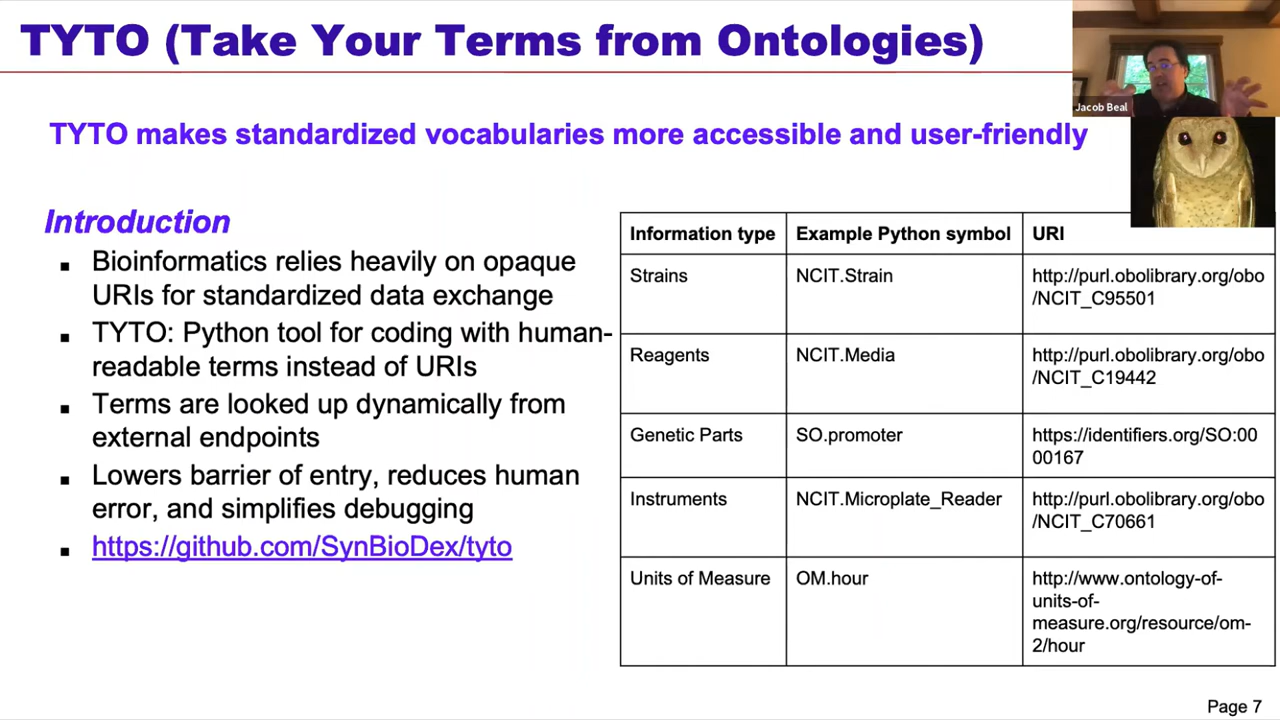 TYTO (Take Your Terms from Ontologies)
Jacob Beal
TYTO makes standardized vocabularies more accessible and user-friendly
Introduction
▪ Bioinformatics relies heavily on opaque
URIs for standardized data exchange
▪ TYTO: Python tool for coding with human-
readable terms instead of URIs
▪ Terms are looked up dynamically from
external endpoints
▪ Lowers barrier of entry, reduces human
error, and simplifies debugging
▪ https://github.com/SynBioDex/tyto
Information type Example Python symbol URI
Strains NCIT.Strain http://purl.obolibrary.org/obo
/NCIT_C95501
Reagents NCIT.Media http://purl.obolibrary.org/obo
/NCIT_C19442
Genetic Parts SO.promoter https://identifiers.org/SO:00
00167
Instruments NCIT.Microplate_Reader http://purl.obolibrary.org/obo
/NCIT_C70661
Units of Measure OM.hour http://www.ontology-of-
units-of-
measure.org/resource/om-
2/hour
Page 7